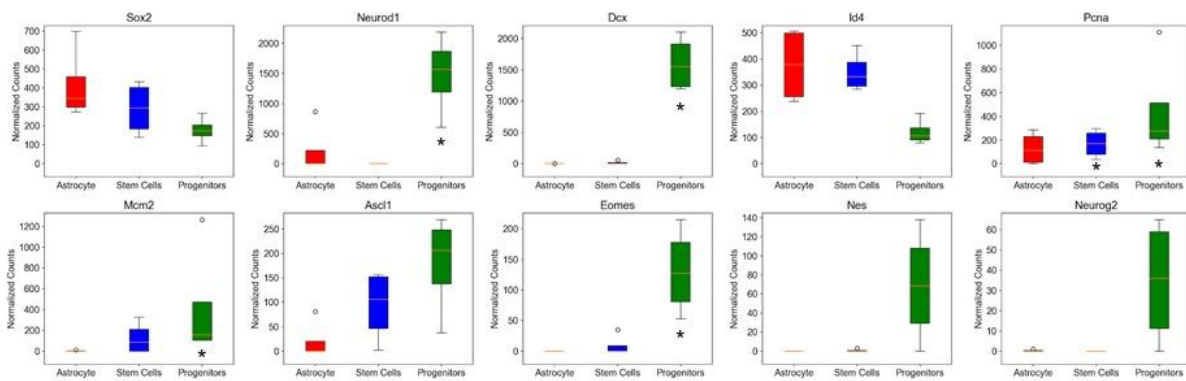 Sox2
Normalized Counts
700
600
500
400
300
200
100
0
Astrocyte Stem Cells Progenitors
*
Neurod1
Normalized Counts
2000
1500
1000
500
0
*
Astrocyte Stem Cells Progenitors
Dcx
Normalized Counts
2000
1500
1000
500
0
*
Astrocyte Stem Cells Progenitors
Id4
Normalized Counts
500
400
300
200
100
0
Astrocyte Stem Cells Progenitors
Pcna
Normalized Counts
1000
800
600
400
200
0
* *
Astrocyte Stem Cells Progenitors
Mcm2
Normalized Counts
1200
1000
800
600
400
200
0
*
Astrocyte Stem Cells Progenitors
Ascl1
Normalized Counts
250
200
150
100
50
0
Astrocyte Stem Cells Progenitors
Eomes
Normalized Counts
200
150
100
50
0
*
Astrocyte Stem Cells Progenitors
Nes
Normalized Counts
140
120
100
80
60
40
20
0
Astrocyte Stem Cells Progenitors
Neurog2
Normalized Counts
60
50
40
30
20
10
0
Astrocyte Stem Cells Progenitors